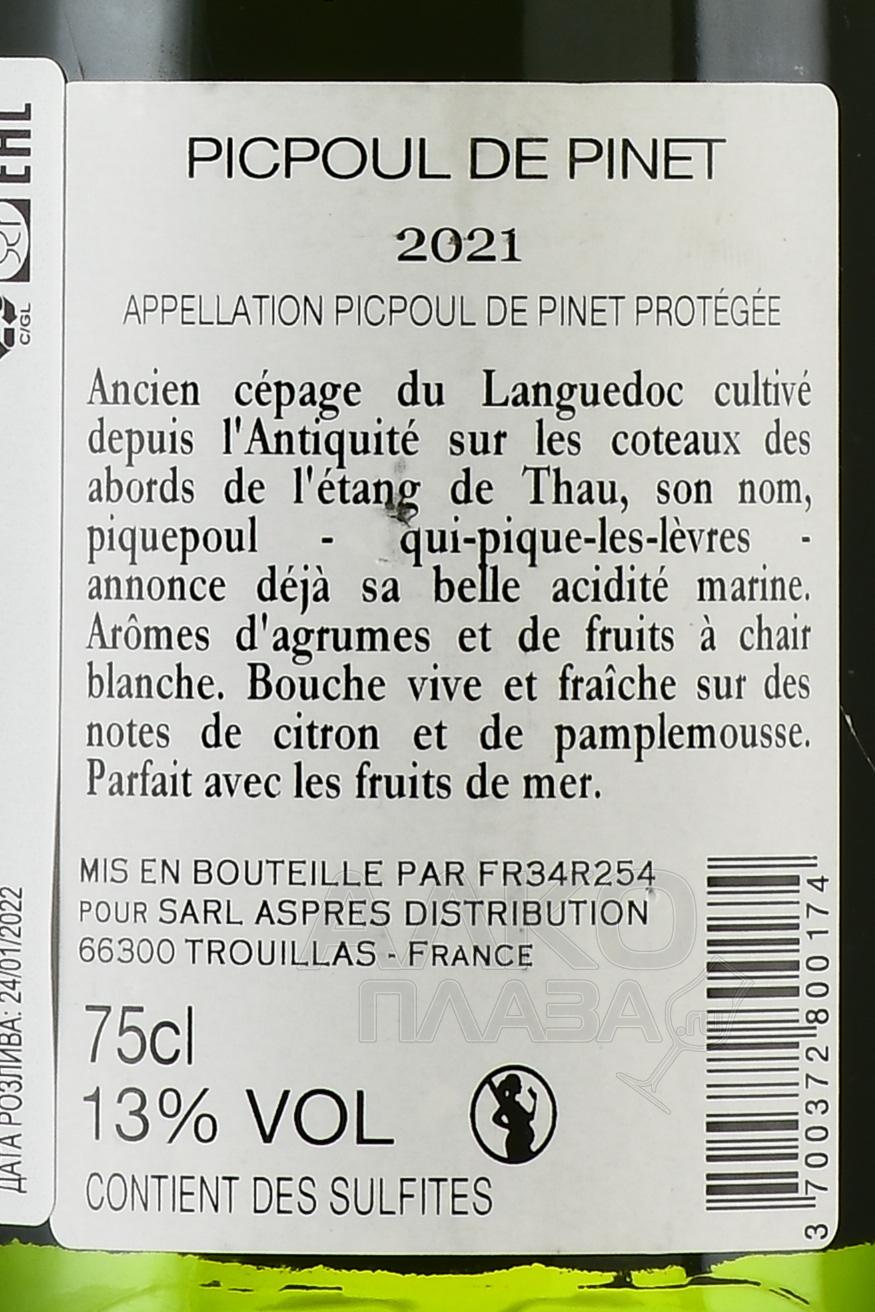 PICPOUL DE PINET
2021
APPELLATION PICPOUL DE PINET PROTÉGÉE
Ancien cépage du Languedoc cultivé
depuis l'Antiquité sur les coteaux des
abords de l'étang de Thau, son nom,
piquepoul - qui-pique-les-lèvres -
annonce déjà sa belle acidité marine.
Arômes d'agrumes et de fruits à chair
blanche. Bouche vive et fraîche sur des
notes de citron et de pamplemousse.
Parfait avec les fruits de mer.
MIS EN BOUTEILLE PAR FR34R254
POUR SARL ASPRES DISTRIBUTION
66300 TROUILLAS - FRANCE
75cl
13% VOL
CONTIENT DES SULFITES
3 700372 800174
EAC
C/GL
ДАТА РОЗЛИВА: 24/01/2022
АЛКО
ПЛАЗА